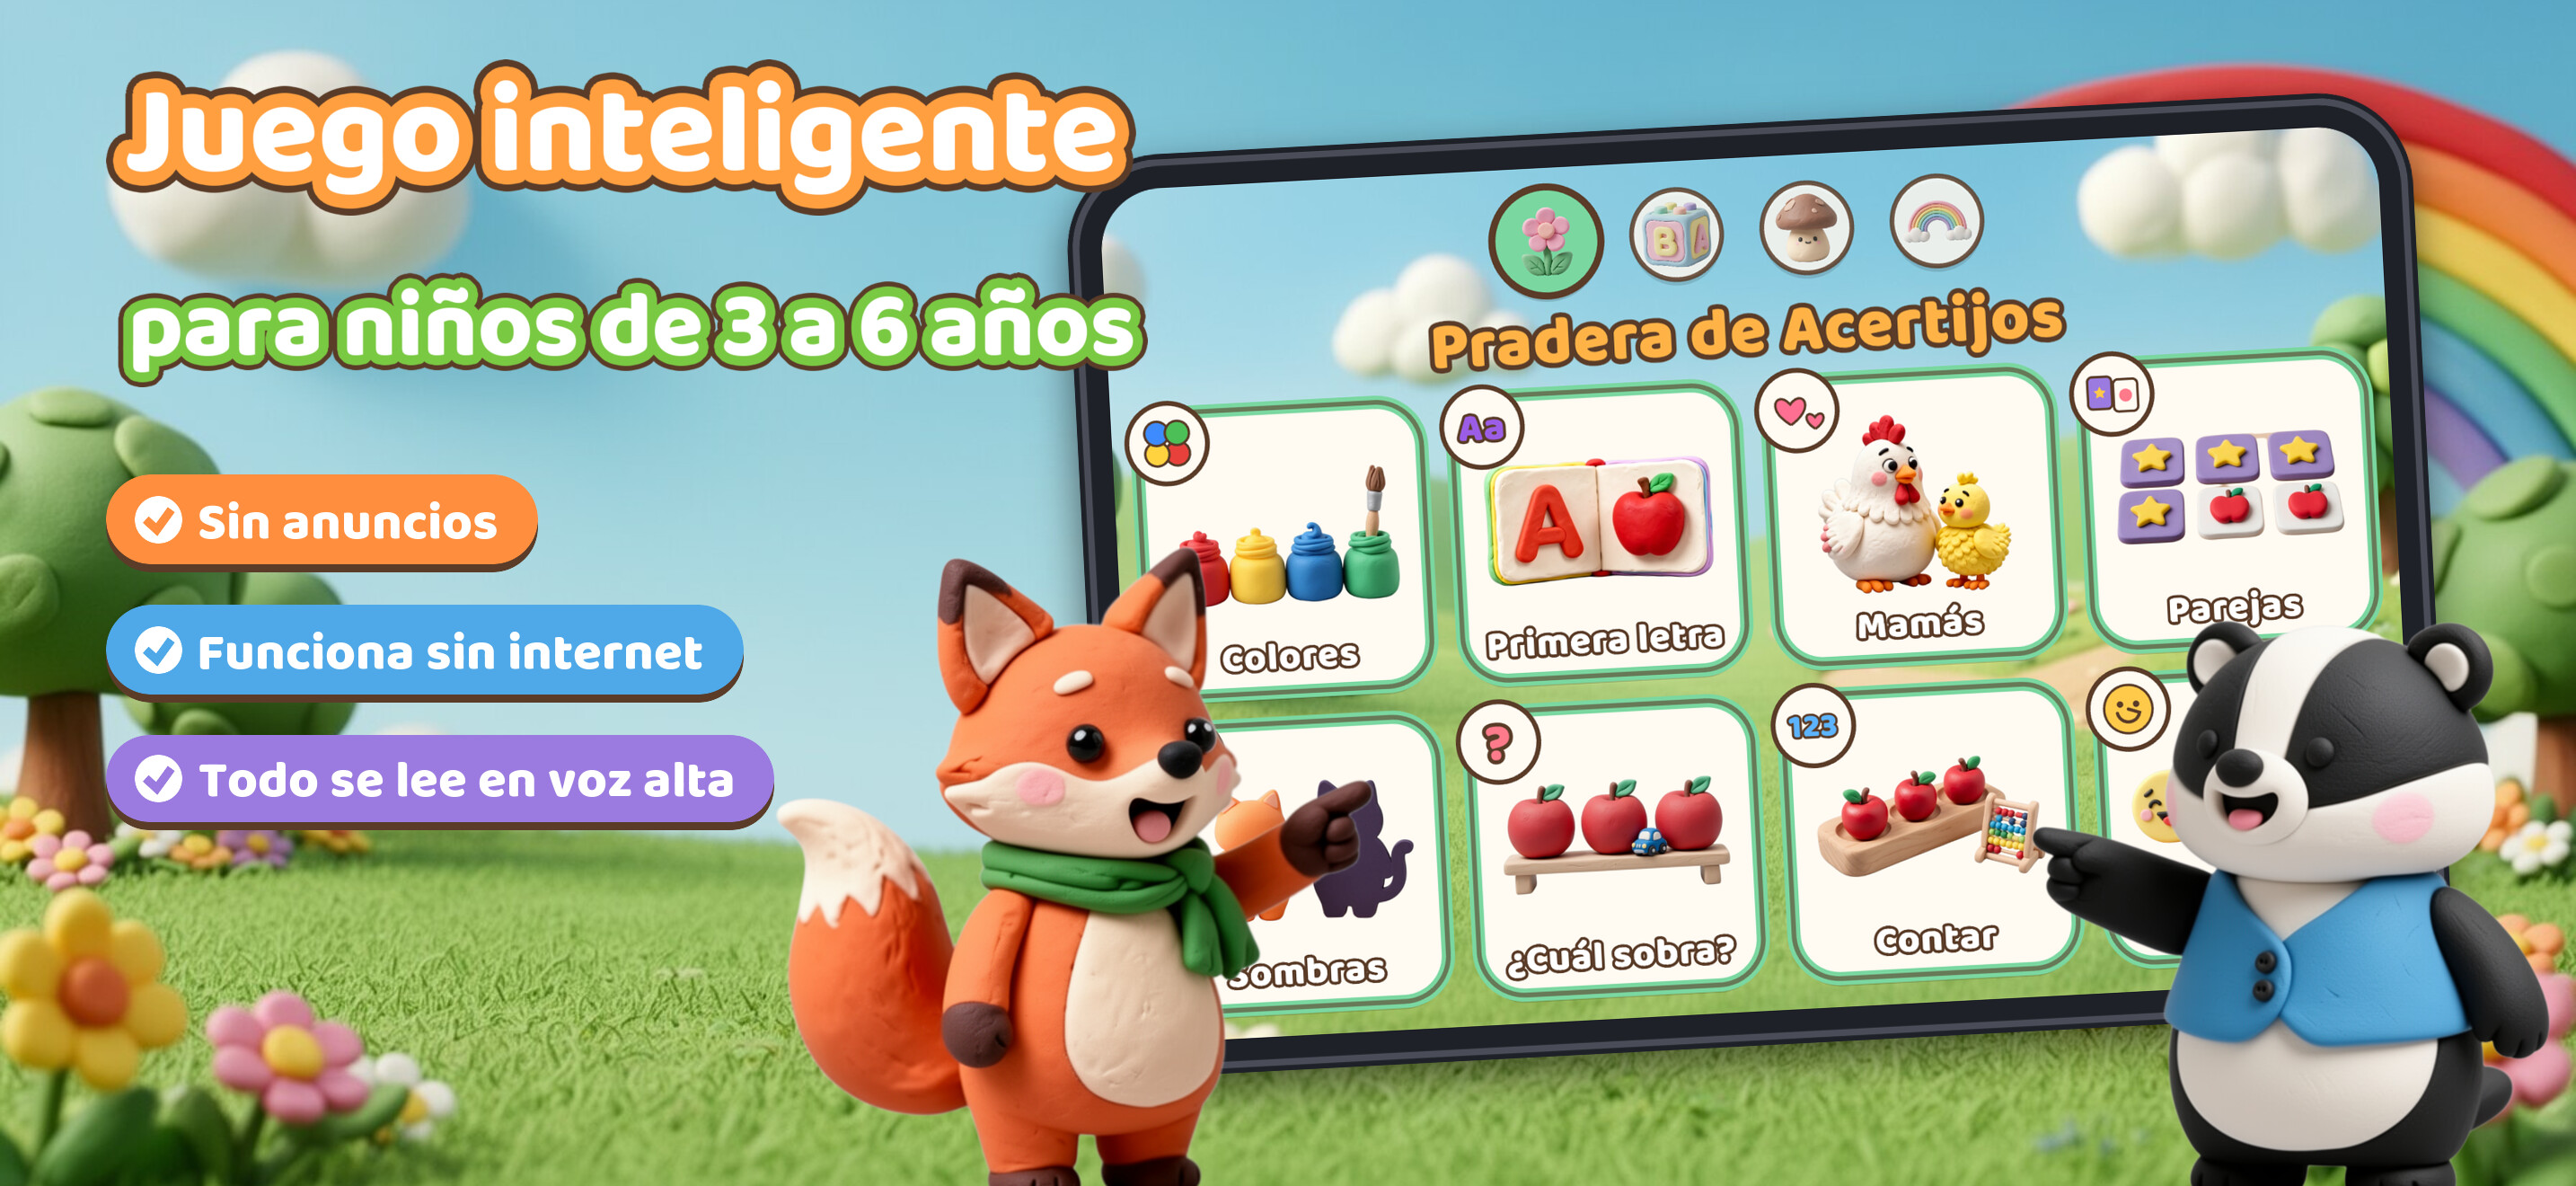 Juego inteligente
para niños de 3 a 6 años
Sin anuncios
Funciona sin internet
Todo se lee en voz alta
B A
Pradera de Acertijos
Aa
A
Colores
Primera letra
Mamás
Parejas
?
123
Sombras
¿Cuál sobra?
Contar